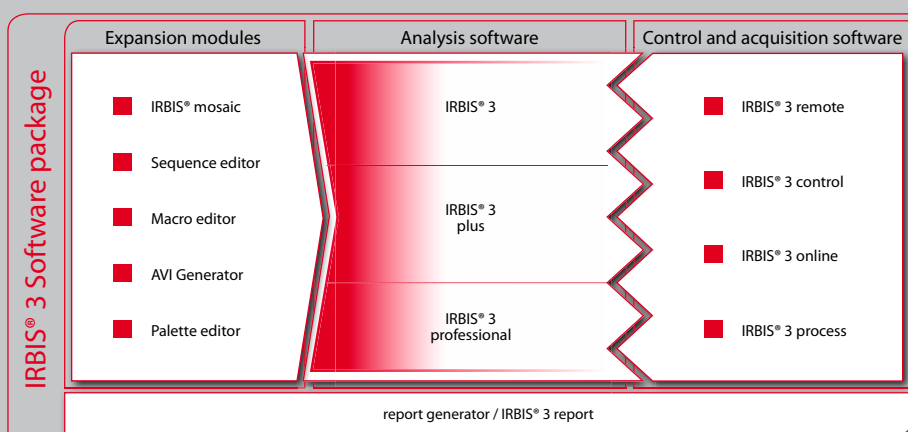 IRBIS® 3 Software package
Expansion modules
IRBIS® mosaic
Sequence editor
Macro editor
AVI Generator
Palette editor
Analysis software
IRBIS® 3
IRBIS® 3
plus
IRBIS® 3
professional
Control and acquisition software
IRBIS® 3 remote
IRBIS® 3 control
IRBIS® 3 online
IRBIS® 3 process
report generator / IRBIS® 3 report